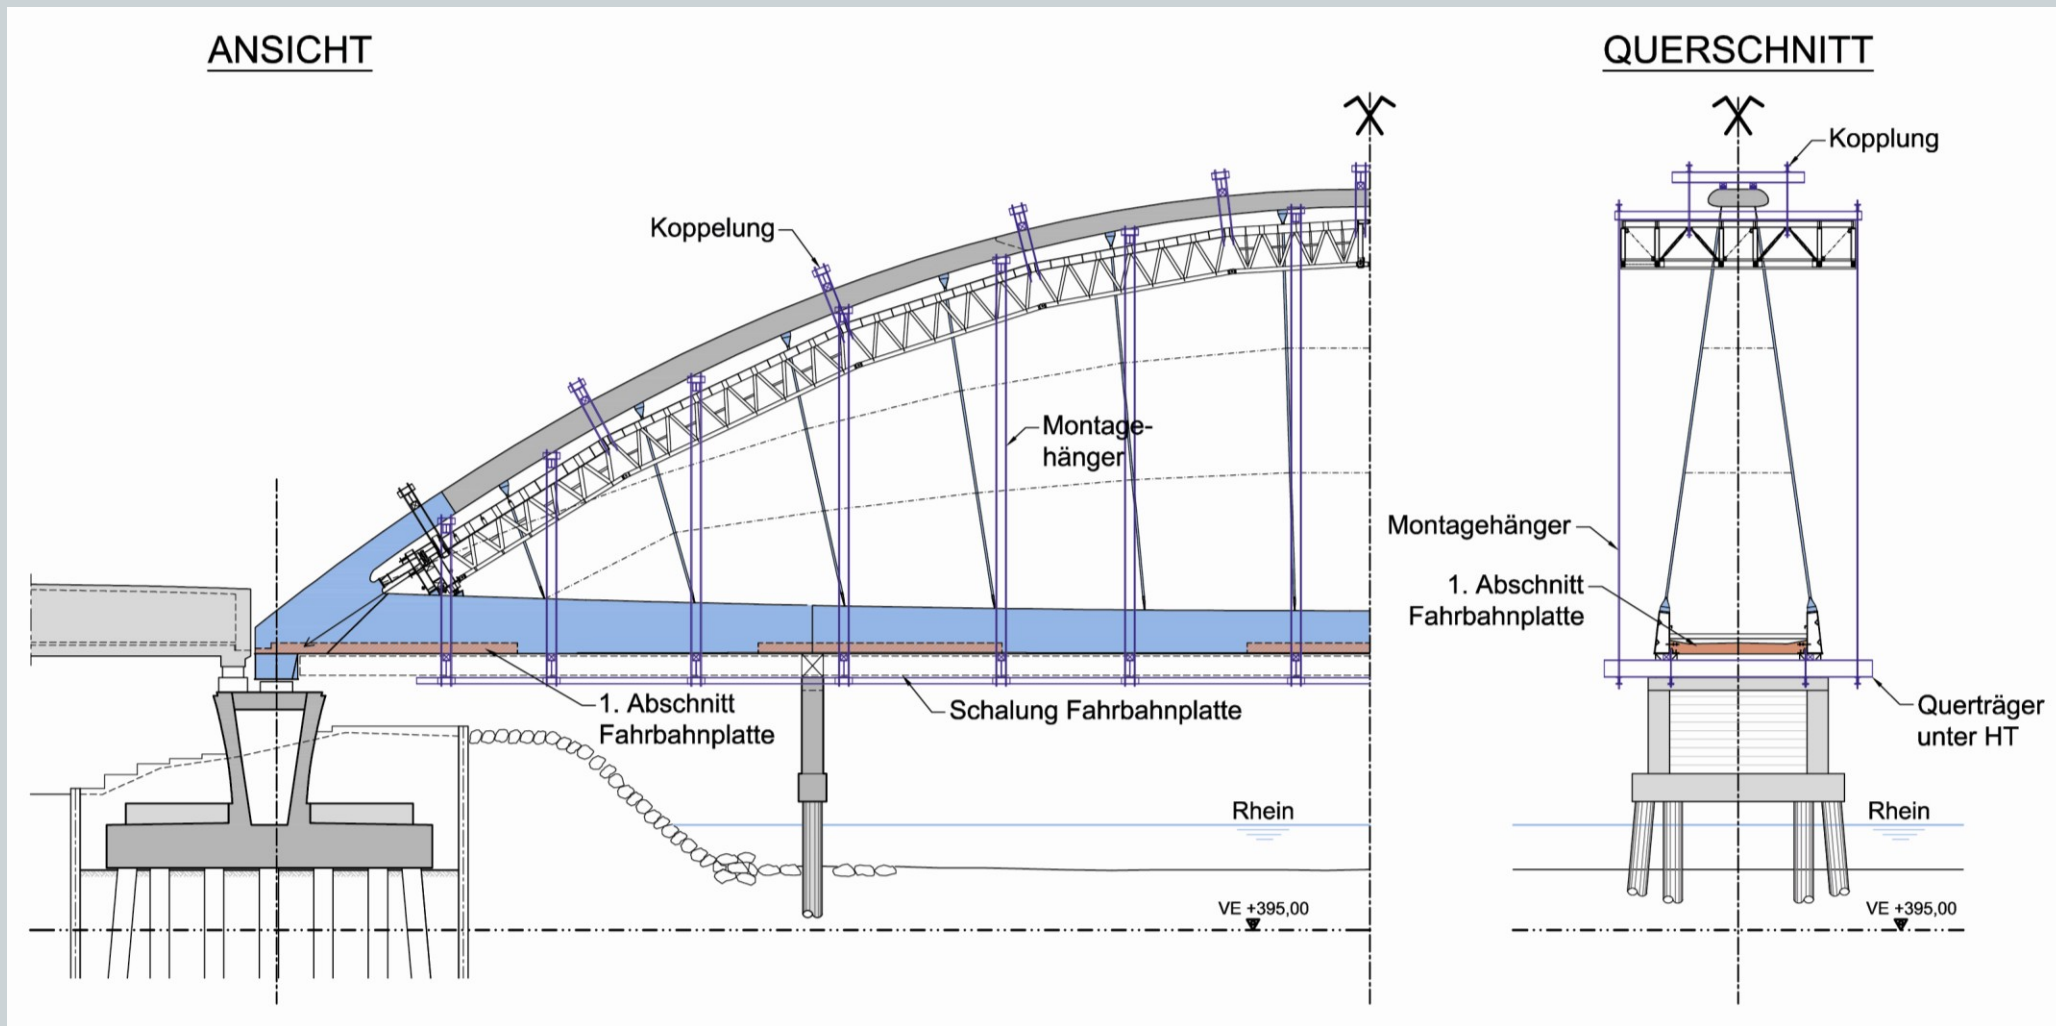 ANSICHT
QUERSCHNITT
Koppelung
Kopplung
Montage-
hänger
Montagehänger
1. Abschnitt
Fahrbahnplatte
1. Abschnitt
Fahrbahnplatte
Schalung Fahrbahnplatte
Querträger
unter HT
Rhein
Rhein
VE +395,00
VE +395,00